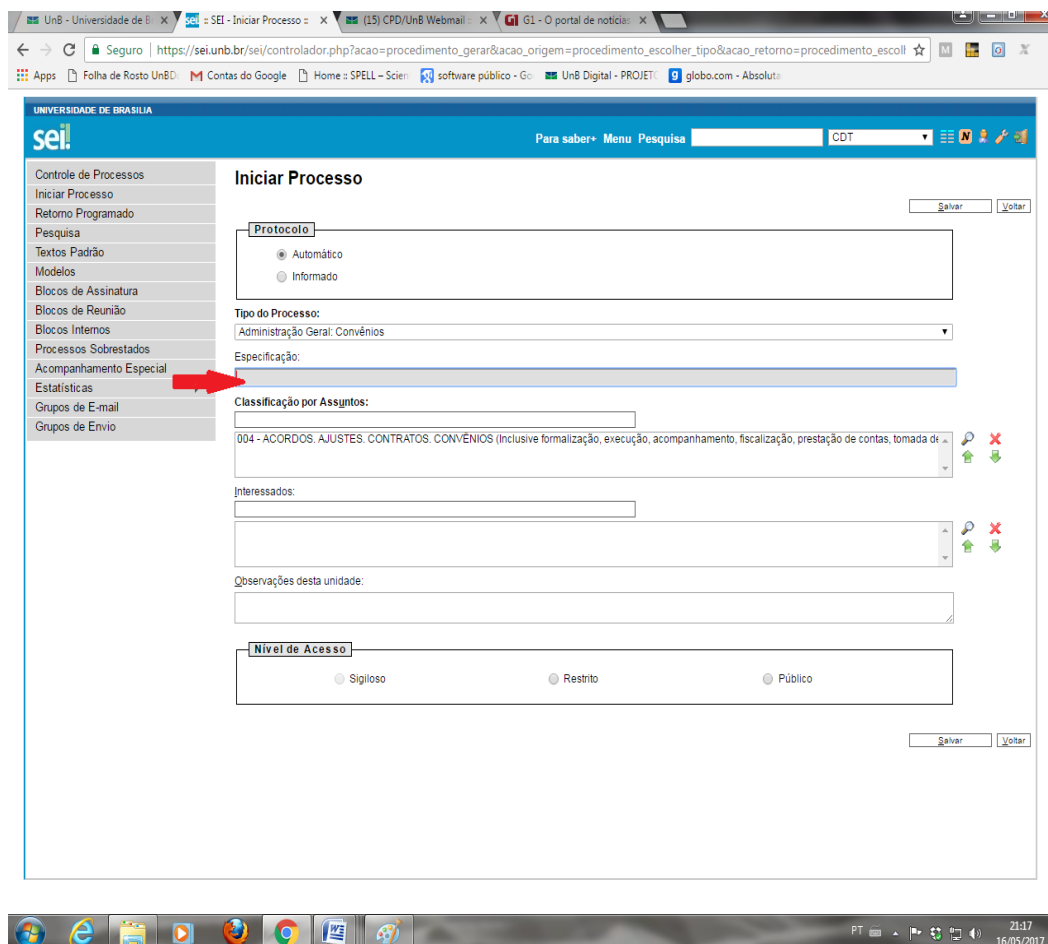 UnB - Universidade de B
SEI - Iniciar Processo ::
(15) CPD/UnB Webmail ::
G1 - O portal de notícias
Seguro | https://sei.unb.br/sei/controlador.php?acao=procedimento_gerar&acao_origem=procedimento_escolher_tipo&acao_retorno=procedimento_escolh
Apps Folha de Rosto UnBD Contas do Google Home :: SPELL – Scien software público - Go UnB Digital - PROJET globo.com - Absoluta
UNIVERSIDADE DE BRASILIA
sei!
Para saber+ Menu Pesquisa CDT
Controle de Processos
Iniciar Processo
Retorno Programado
Pesquisa
Textos Padrão
Modelos
Blocos de Assinatura
Blocos de Reunião
Blocos Internos
Processos Sobrestados
Acompanhamento Especial
Estatísticas
Grupos de E-mail
Grupos de Envio
Iniciar Processo
Salvar Voltar
Protocolo
Automático
Informado
Tipo do Processo:
Administração Geral: Convênios
Especificação:
Classificação por Assuntos:
004 - ACORDOS. AJUSTES. CONTRATOS. CONVÊNIOS (Inclusive formalização, execução, acompanhamento, fiscalização, prestação de contas, tomada de
Interessados:
Observações desta unidade:
Nível de Acesso
Sigiloso Restrito Público
Salvar Voltar
PT 21:17
16/05/2017